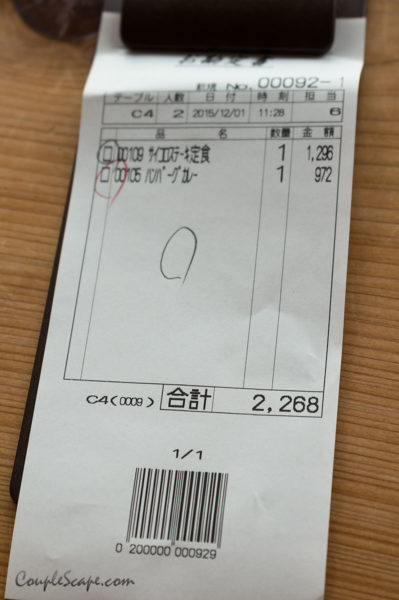 新規 No.00092-1
テーブル 人数 日付 時刻 担当
C4 2 2015/12/01 11:28 6
品名 数量 金額
00109 サイコロステーキ定食 1 1,296
00105 ハンバーグカレー 1 972
C4(0009) 合計 2,268
1/1
0 200000 000929
CoupleScape.com